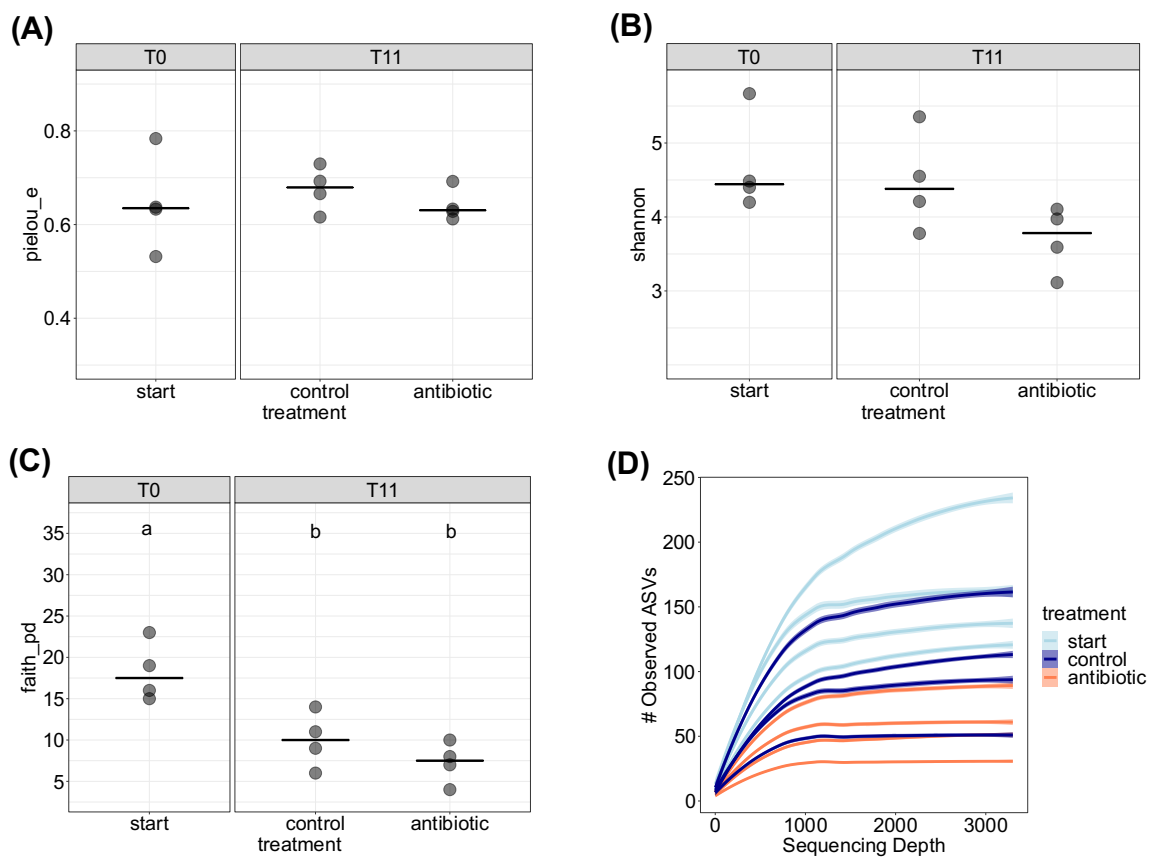 (A)
T0 T11
pielou_e
0.8
0.6
0.4
start control antibiotic
treatment
(B)
T0 T11
shannon
5
4
3
start control antibiotic
treatment
(C)
T0 T11
faith_pd
35
30
25
20
15
10
5
a b b
start control antibiotic
treatment
(D)
# Observed ASVs
250
200
150
100
50
0
0 1000 2000 3000
Sequencing Depth
treatment
start
control
antibiotic